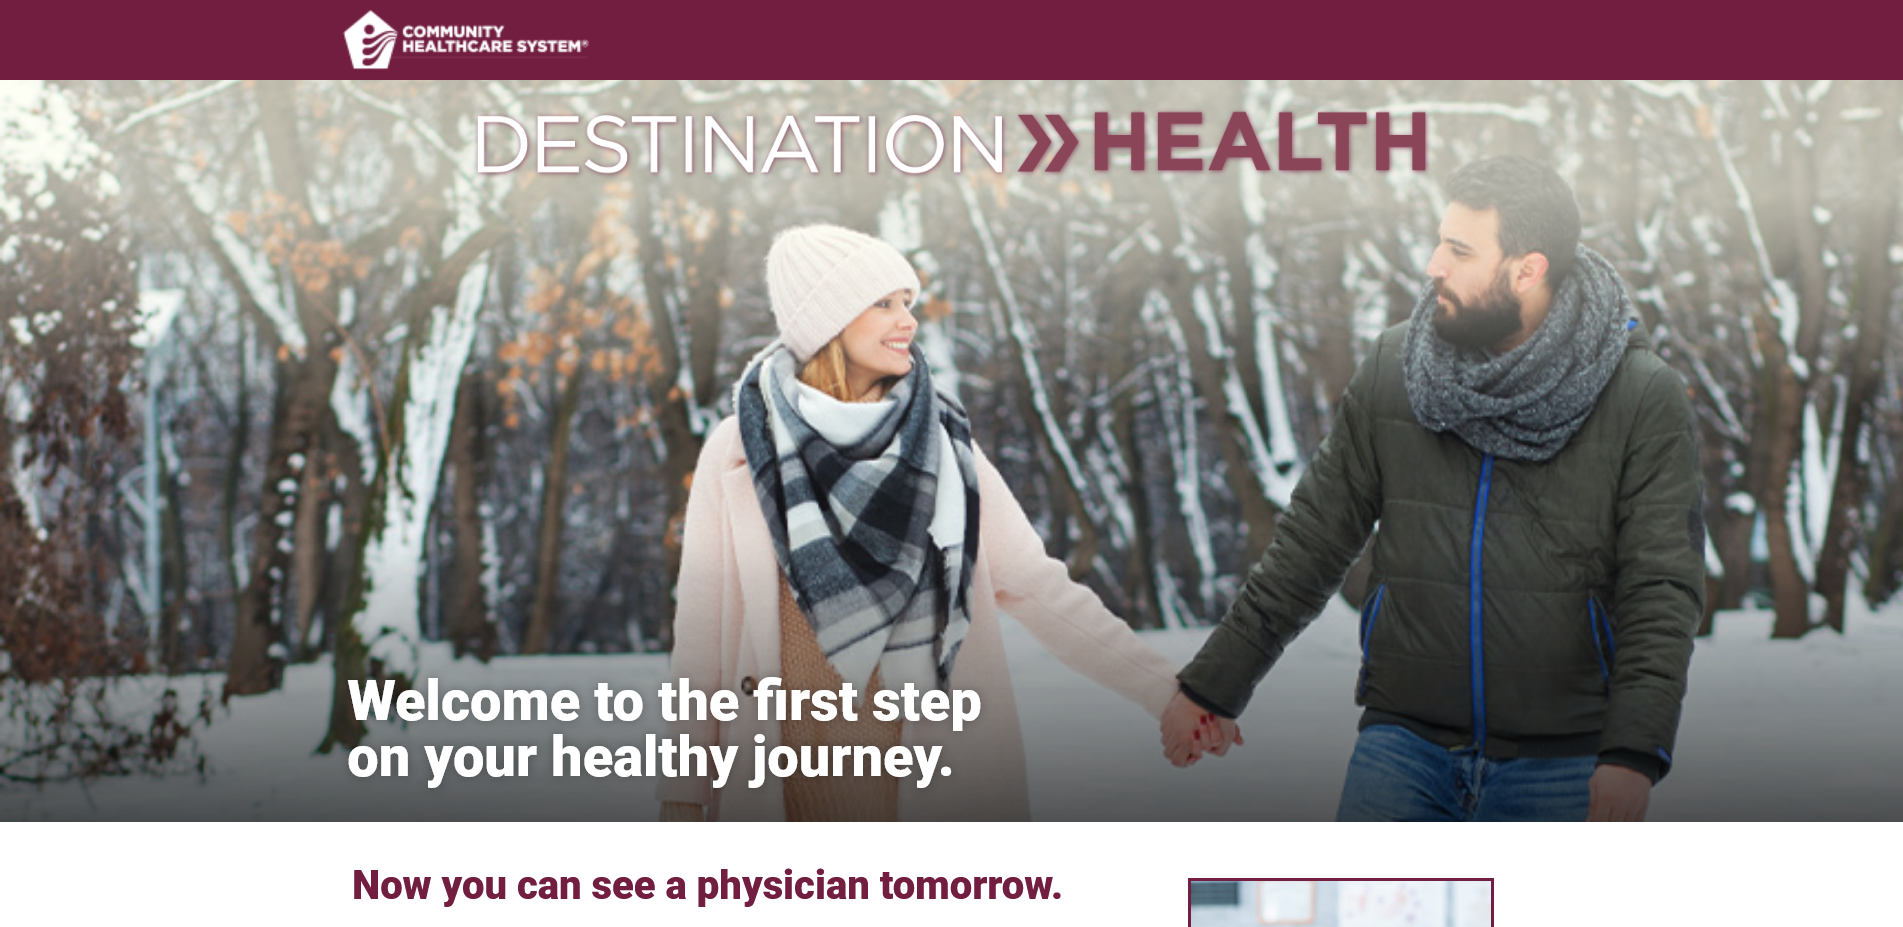 COMMUNITY
HEALTHCARE SYSTEM®
DESTINATION»HEALTH
Welcome to the first step
on your healthy journey.
Now you can see a physician tomorrow.